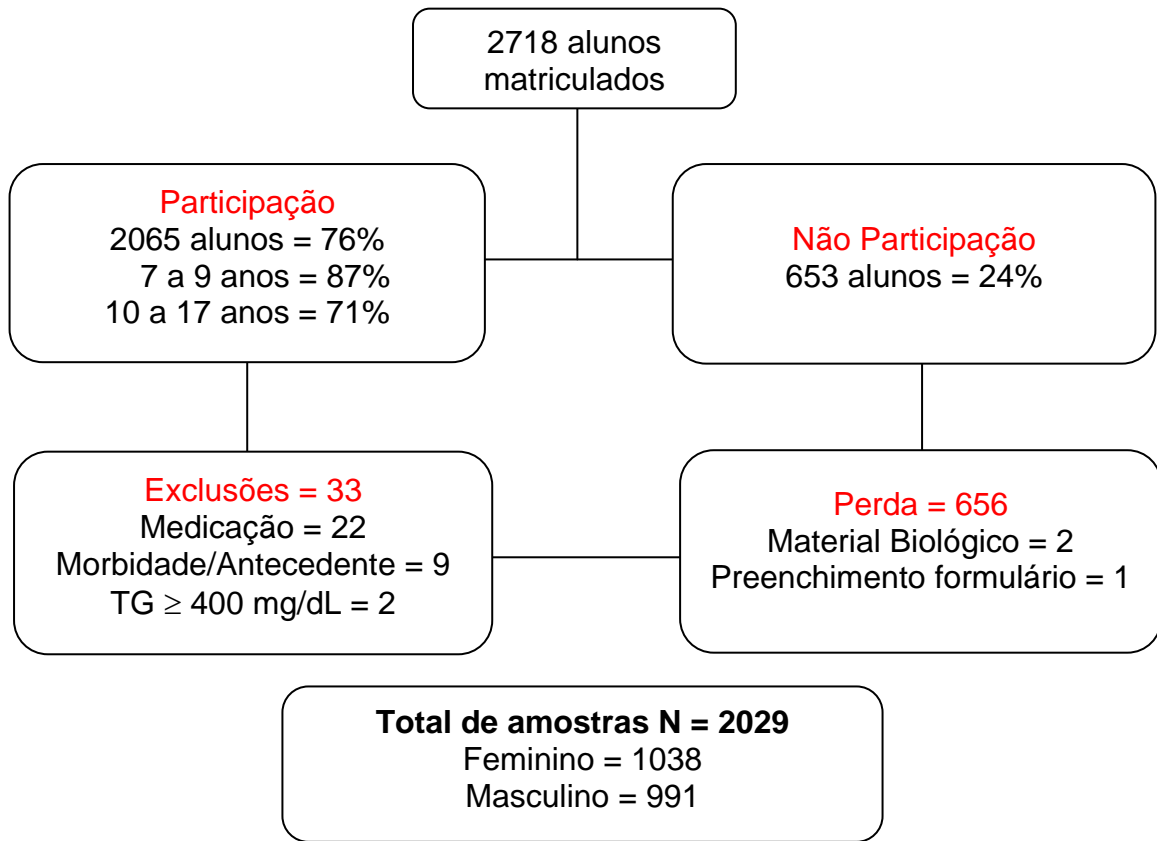 2718 alunos
matriculados
Participação
2065 alunos = 76%
7 a 9 anos = 87%
10 a 17 anos = 71%
Não Participação
653 alunos = 24%
Exclusões = 33
Medicação = 22
Morbidade/Antecedente = 9
TG ≥ 400 mg/dL = 2
Perda = 656
Material Biológico = 2
Preenchimento formulário = 1
Total de amostras N = 2029
Feminino = 1038
Masculino = 991